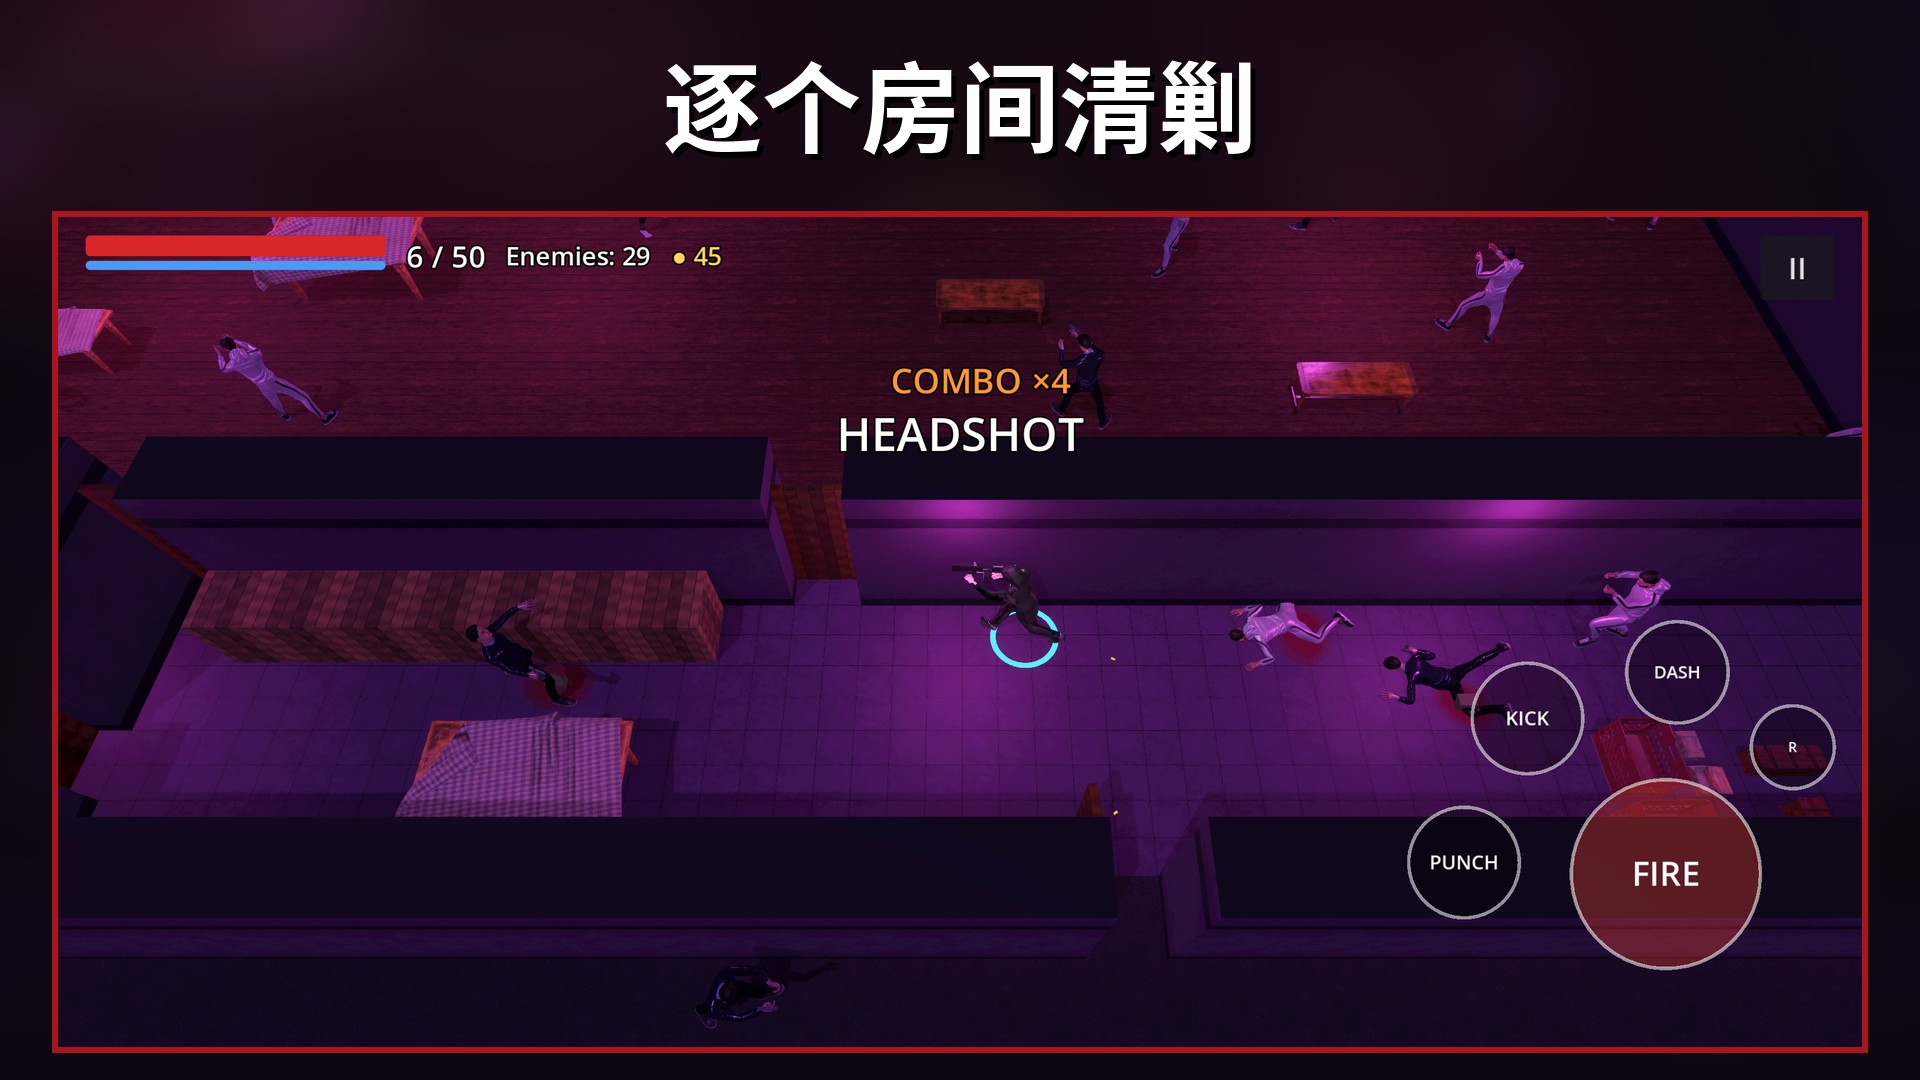 逐个房间清剿
6 / 50 Enemies: 29 45
COMBO ×4
HEADSHOT
DASH
KICK
R
PUNCH
FIRE